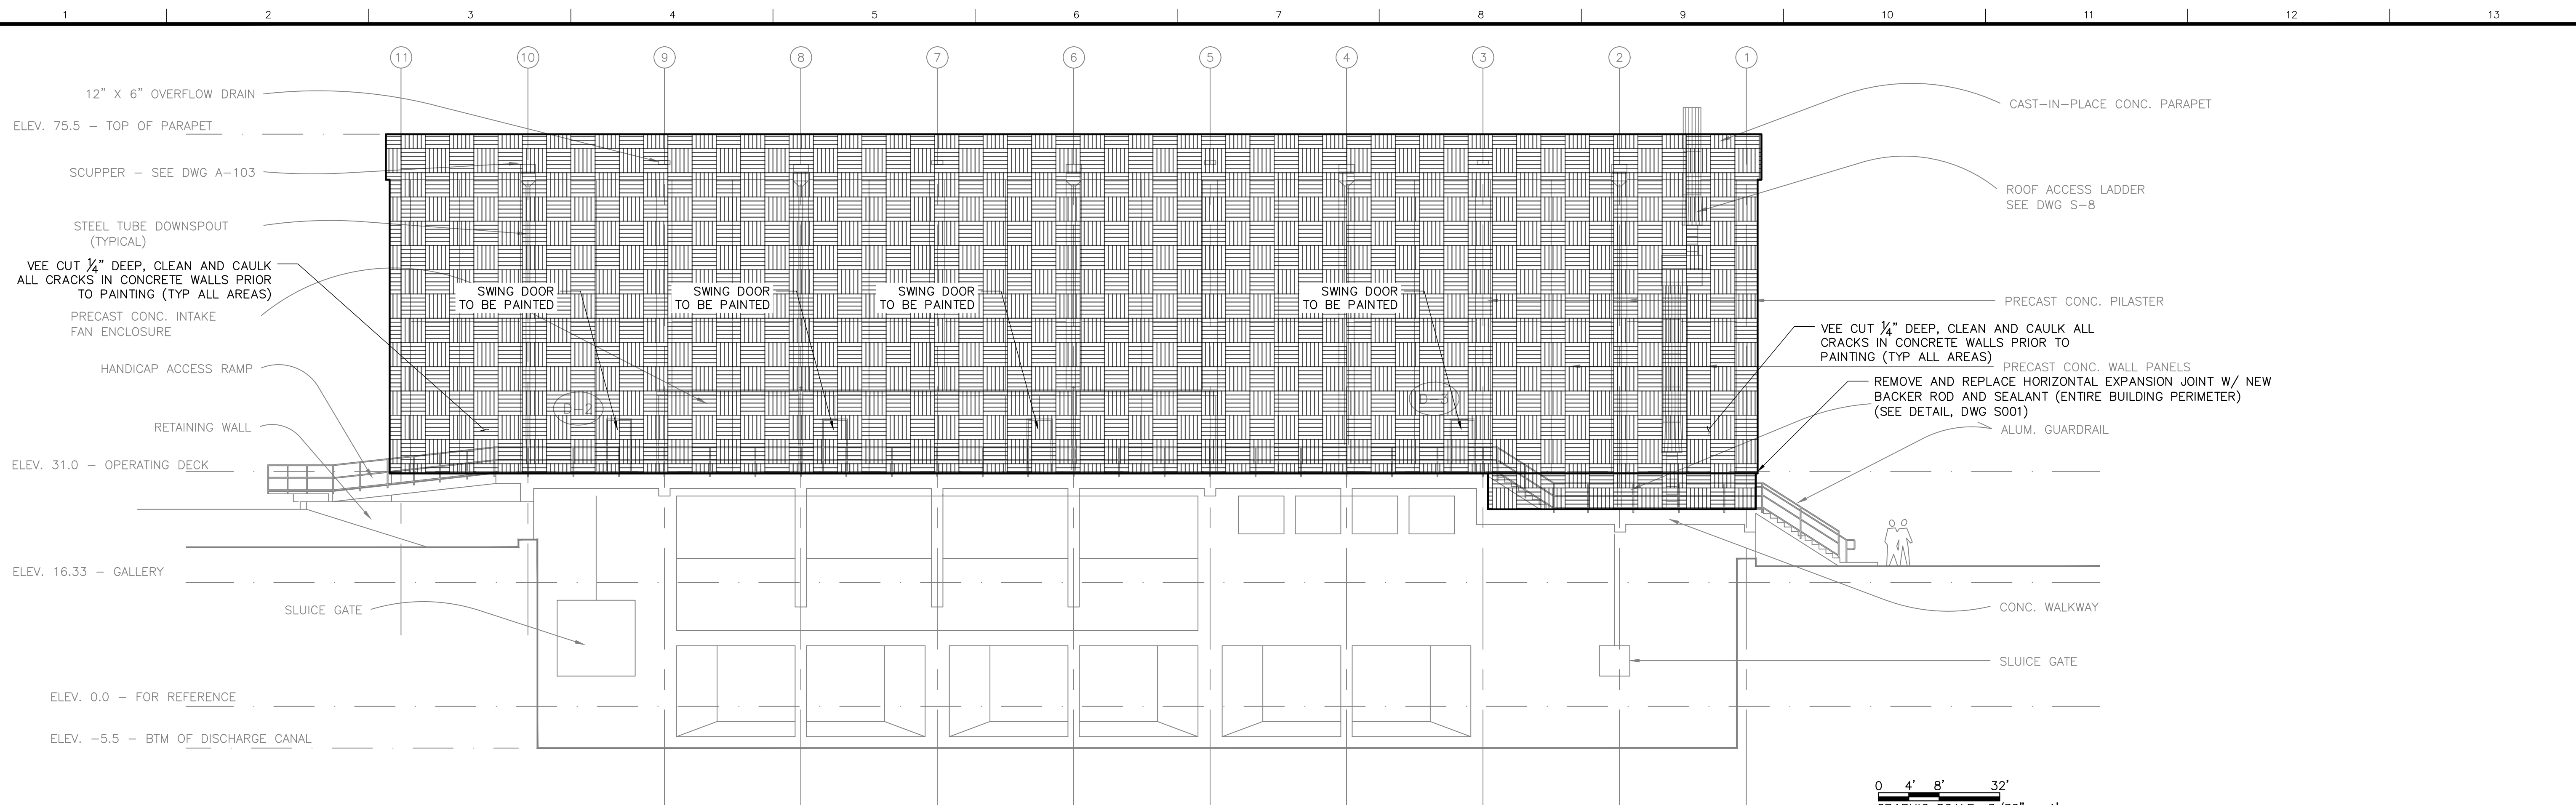 1 2 3 4 5 6 7 8 9 10 11 12 13
11 10 9 8 7 6 5 4 3 2 1
12" X 6" OVERFLOW DRAIN
ELEV. 75.5 – TOP OF PARAPET
SCUPPER – SEE DWG A-103
STEEL TUBE DOWNSPOUT
(TYPICAL)
VEE CUT ¼" DEEP, CLEAN AND CAULK
ALL CRACKS IN CONCRETE WALLS PRIOR
TO PAINTING (TYP ALL AREAS)
PRECAST CONC. INTAKE
FAN ENCLOSURE
HANDICAP ACCESS RAMP
RETAINING WALL
ELEV. 31.0 – OPERATING DECK
ELEV. 16.33 – GALLERY
SLUICE GATE
ELEV. 0.0 – FOR REFERENCE
ELEV. –5.5 – BTM OF DISCHARGE CANAL
SWING DOOR
TO BE PAINTED
SWING DOOR
TO BE PAINTED
SWING DOOR
TO BE PAINTED
SWING DOOR
TO BE PAINTED
CAST-IN-PLACE CONC. PARAPET
ROOF ACCESS LADDER
SEE DWG S-8
PRECAST CONC. PILASTER
VEE CUT ¼" DEEP, CLEAN AND CAULK ALL
CRACKS IN CONCRETE WALLS PRIOR TO
PAINTING (TYP ALL AREAS)
PRECAST CONC. WALL PANELS
REMOVE AND REPLACE HORIZONTAL EXPANSION JOINT W/ NEW
BACKER ROD AND SEALANT (ENTIRE BUILDING PERIMETER)
(SEE DETAIL, DWG S001)
ALUM. GUARDRAIL
CONC. WALKWAY
SLUICE GATE
0 4' 8' 32'